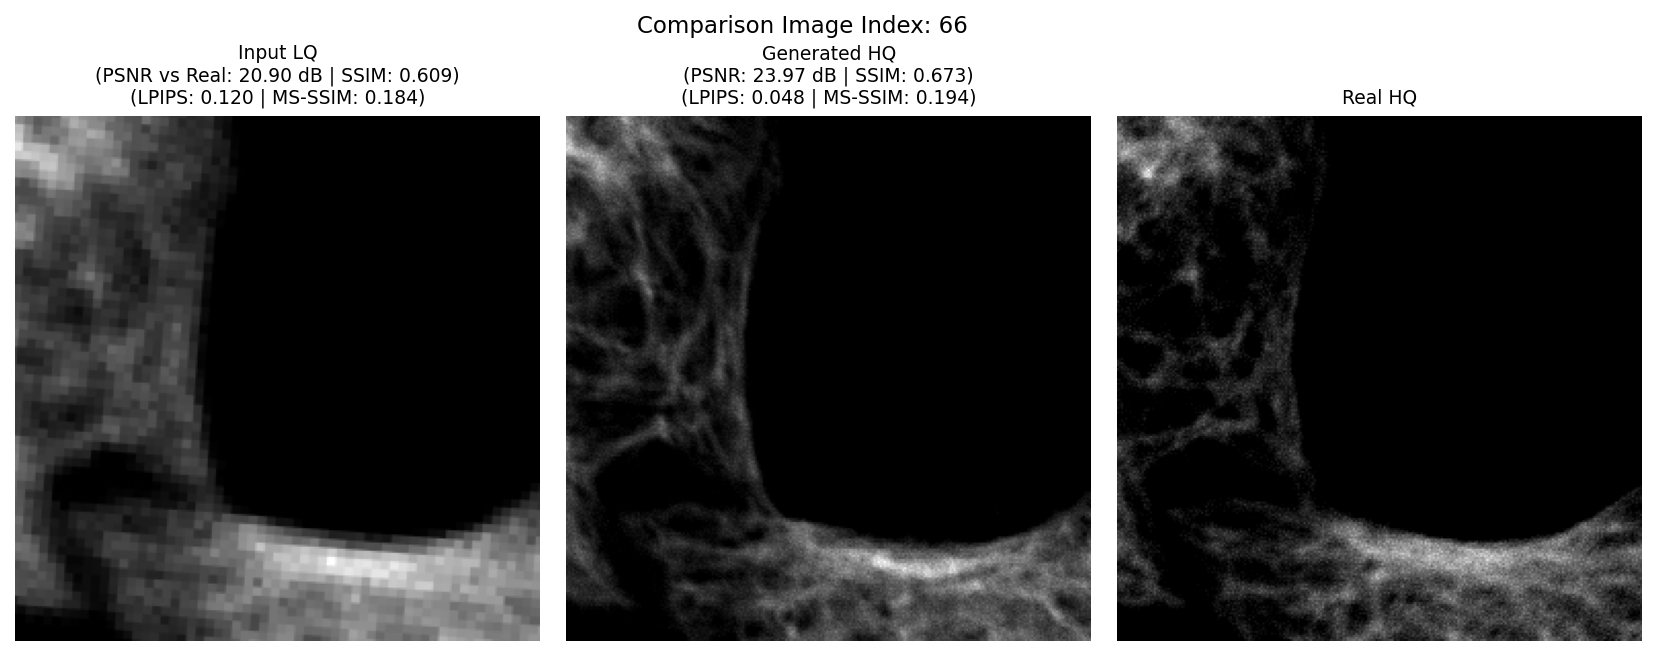 Comparison Image Index: 66
Input LQ
(PSNR vs Real: 20.90 dB | SSIM: 0.609)
(LPIPS: 0.120 | MS-SSIM: 0.184)
Generated HQ
(PSNR: 23.97 dB | SSIM: 0.673)
(LPIPS: 0.048 | MS-SSIM: 0.194)
Real HQ